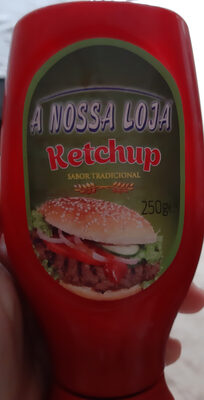 A NOSSA LOJA
Ketchup
SABOR TRADICIONAL
250g